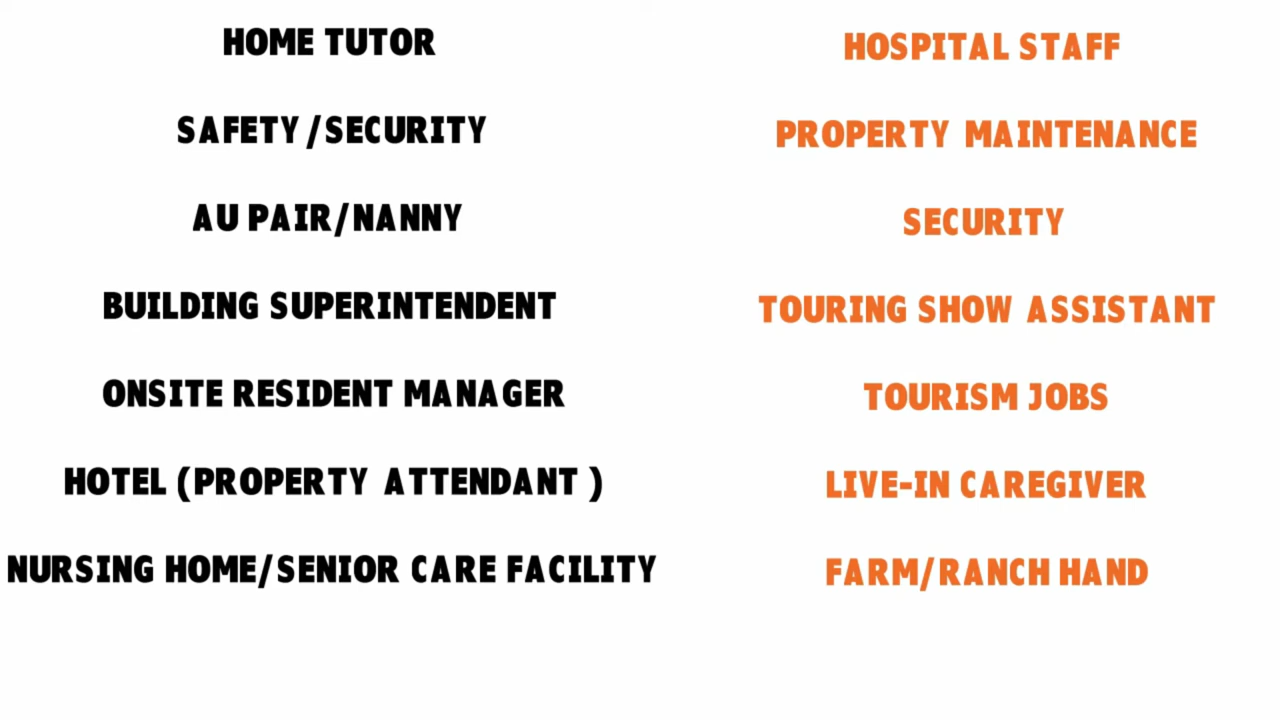 HOME TUTOR
SAFETY/SECURITY
AU PAIR/NANNY
BUILDING SUPERINTENDENT
ONSITE RESIDENT MANAGER
HOTEL (PROPERTY ATTENDANT )
NURSING HOME/SENIOR CARE FACILITY
HOSPITAL STAFF
PROPERTY MAINTENANCE
SECURITY
TOURING SHOW ASSISTANT
TOURISM JOBS
LIVE-IN CAREGIVER
FARM/RANCH HAND